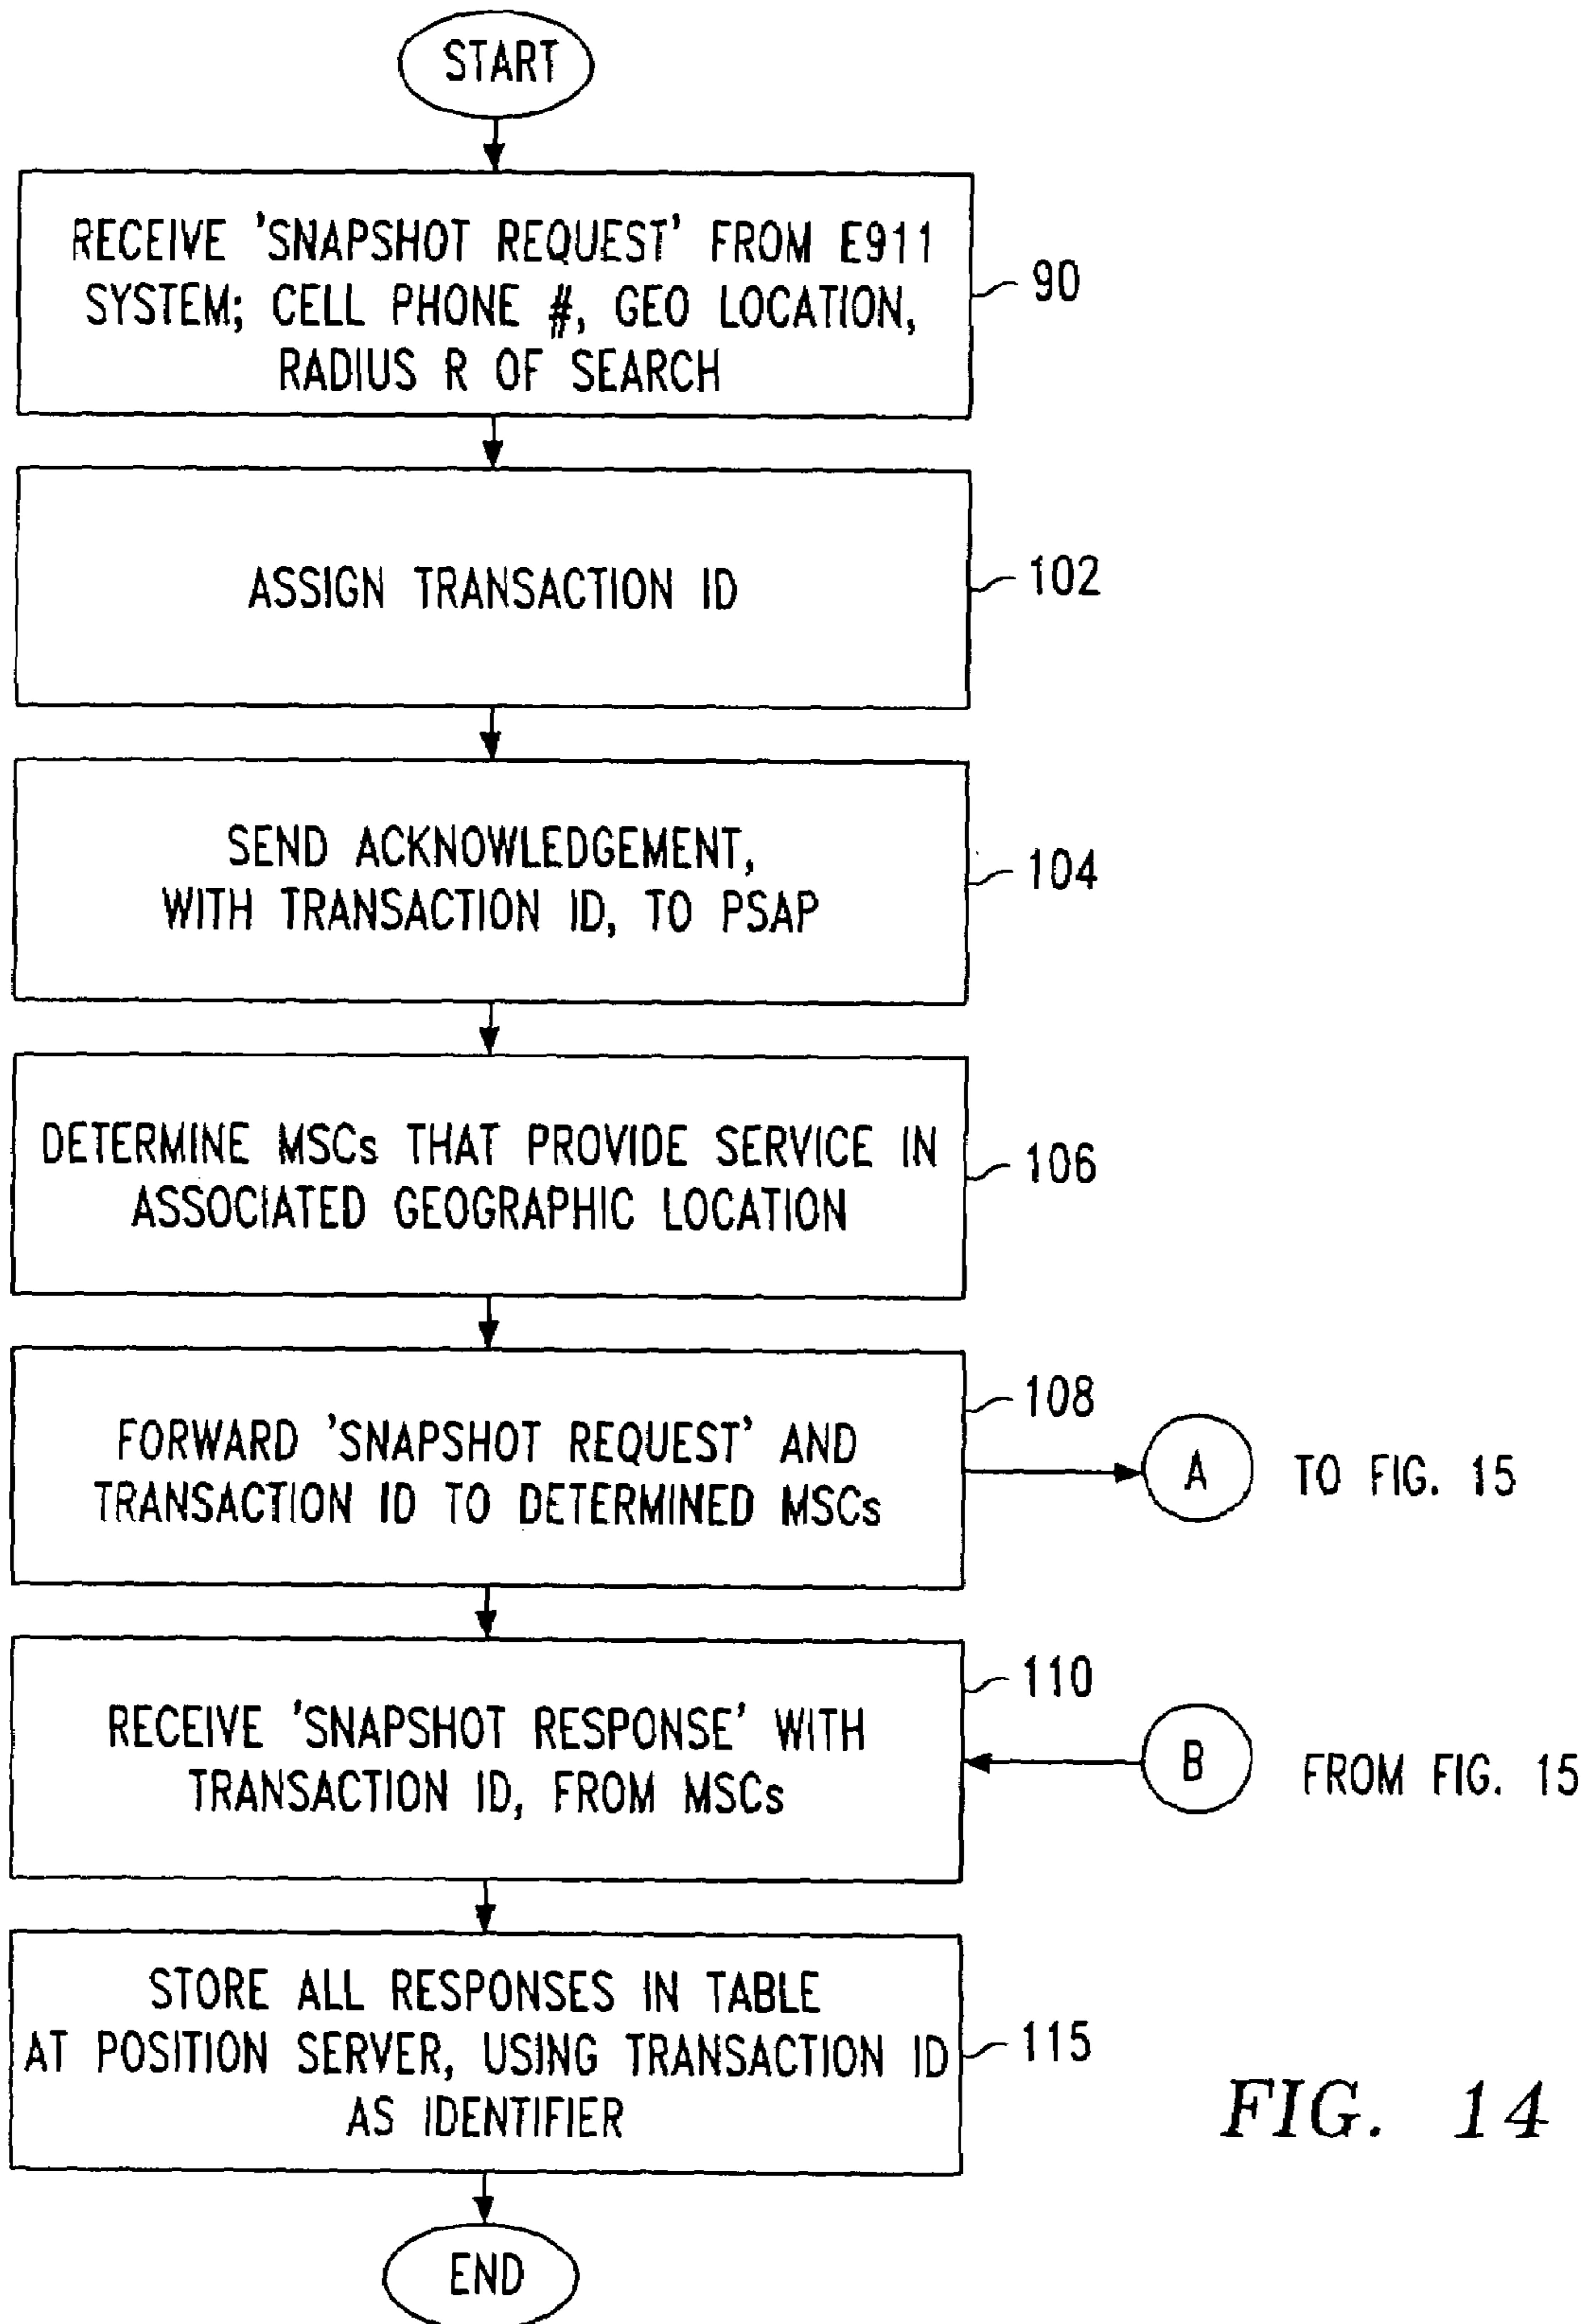 START
RECEIVE 'SNAPSHOT REQUEST' FROM E911
SYSTEM; CELL PHONE #, GEO LOCATION,
RADIUS R OF SEARCH
90
ASSIGN TRANSACTION ID
102
SEND ACKNOWLEDGEMENT,
WITH TRANSACTION ID, TO PSAP
104
DETERMINE MSCs THAT PROVIDE SERVICE IN
ASSOCIATED GEOGRAPHIC LOCATION
106
FORWARD 'SNAPSHOT REQUEST' AND
TRANSACTION ID TO DETERMINED MSCs
108
A
TO FIG. 15
RECEIVE 'SNAPSHOT RESPONSE' WITH
TRANSACTION ID, FROM MSCs
110
B
FROM FIG. 15
STORE ALL RESPONSES IN TABLE
AT POSITION SERVER, USING TRANSACTION ID
AS IDENTIFIER
115
END
FIG. 14